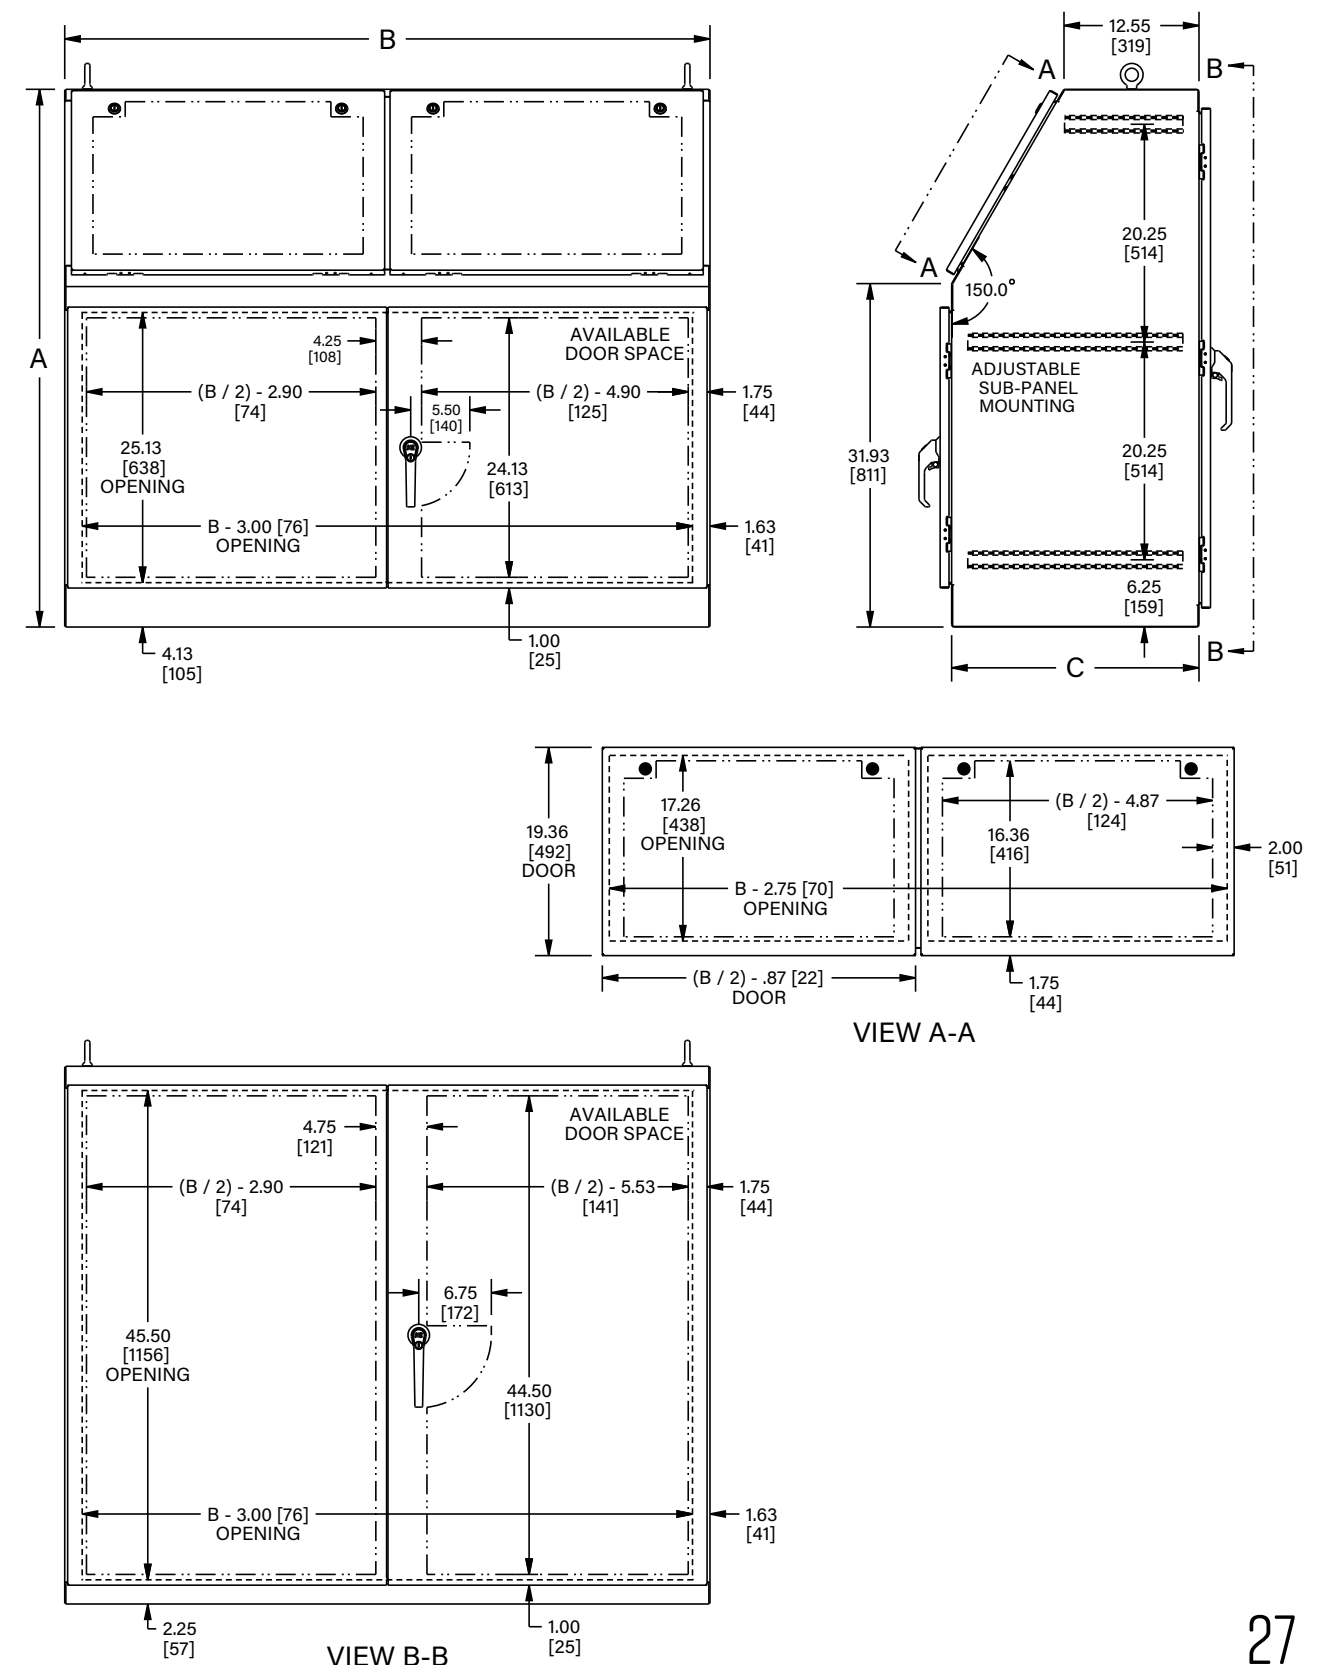 B
A
4.25
[108]
AVAILABLE
DOOR SPACE
(B / 2) - 2.90
[74]
(B / 2) - 4.90
[125]
1.75
[44]
5.50
[140]
25.13
[638]
OPENING
24.13
[613]
B - 3.00 [76]
OPENING
1.63
[41]
4.13
[105]
1.00
[25]
12.55
[319]
A
B
A
150.0°
20.25
[514]
ADJUSTABLE
SUB-PANEL
MOUNTING
31.93
[811]
20.25
[514]
6.25
[159]
B
C
19.36
[492]
DOOR
17.26
[438]
OPENING
(B / 2) - 4.87
[124]
16.36
[416]
2.00
[51]
B - 2.75 [70]
OPENING
(B / 2) - .87 [22]
DOOR
1.75
[44]
VIEW A-A
4.75
[121]
AVAILABLE
DOOR SPACE
(B / 2) - 2.90
[74]
(B / 2) - 5.53
[141]
1.75
[44]
6.75
[172]
45.50
[1156]
OPENING
44.50
[1130]
B - 3.00 [76]
OPENING
1.63
[41]
2.25
[57]
1.00
[25]
VIEW B-B
27